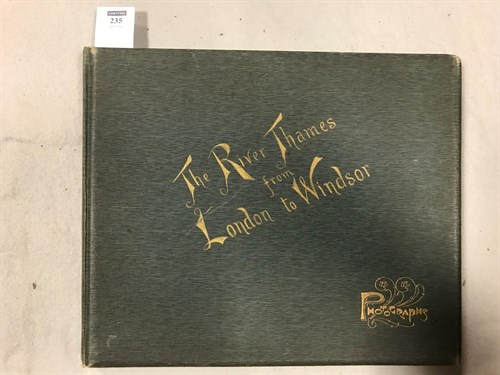 235
The River Thames
from
London to Windsor
Photographs